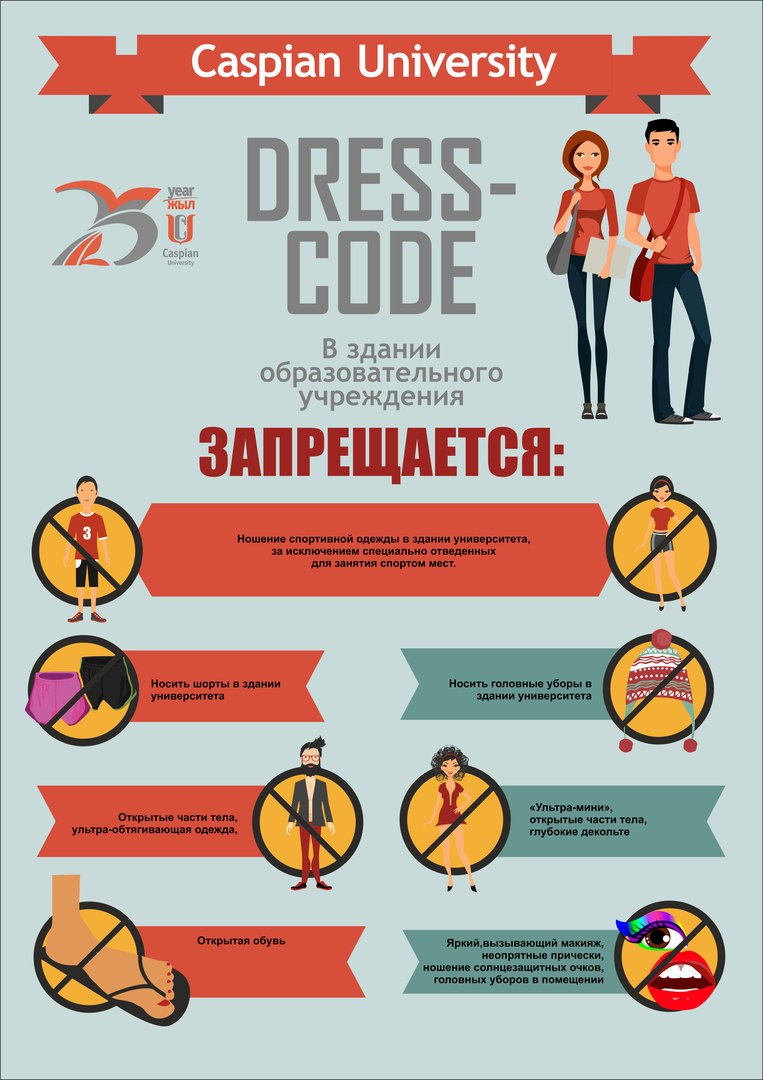 Caspian University
DRESS-
CODE
25
year
жыл
Caspian
University
В здании
образовательного
учреждения
ЗАПРЕЩАЕТСЯ:
3
Ношение спортивной одежды в здании университета,
за исключением специально отведенных
для занятия спортом мест.
Носить шорты в здании
университета
Носить головные уборы в
здании университета
Открытые части тела,
ультра-обтягивающая одежда,
«Ультра-мини»,
открытые части тела,
глубокие декольте
Открытая обувь
Яркий,вызывающий макияж,
неопрятные прически,
ношение солнцезащитных очков,
головных уборов в помещении